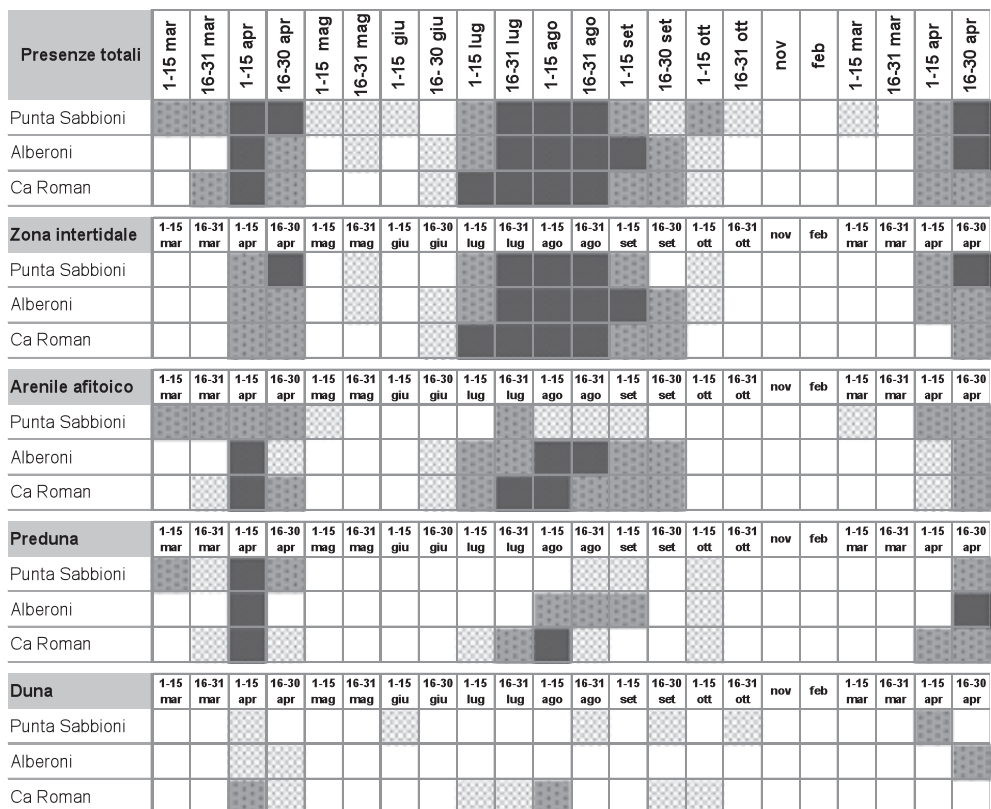 Presenze totali 1-15 mar 16-31 mar 1-15 apr 16-30 apr 1-15 mag 16-31 mag 1-15 giu 16- 30 giu 1-15 lug 16-31 lug 1-15 ago 16-31 ago 1-15 set 16-30 set 1-15 ott 16-31 ott nov feb 1-15 mar 16-31 mar 1-15 apr 16-30 apr
Punta Sabbioni
Alberoni
Ca Roman
Zona intertidale 1-15 mar 16-31 mar 1-15 apr 16-30 apr 1-15 mag 16-31 mag 1-15 giu 16-30 giu 1-15 lug 16-31 lug 1-15 ago 16-31 ago 1-15 set 16-30 set 1-15 ott 16-31 ott nov feb 1-15 mar 16-31 mar 1-15 apr 16-30 apr
Punta Sabbioni
Alberoni
Ca Roman
Arenile afitoico 1-15 mar 16-31 mar 1-15 apr 16-30 apr 1-15 mag 16-31 mag 1-15 giu 16-30 giu 1-15 lug 16-31 lug 1-15 ago 16-31 ago 1-15 set 16-30 set 1-15 ott 16-31 ott nov feb 1-15 mar 16-31 mar 1-15 apr 16-30 apr
Punta Sabbioni
Alberoni
Ca Roman
Preduna 1-15 mar 16-31 mar 1-15 apr 16-30 apr 1-15 mag 16-31 mag 1-15 giu 16-30 giu 1-15 lug 16-31 lug 1-15 ago 16-31 ago 1-15 set 16-30 set 1-15 ott 16-31 ott nov feb 1-15 mar 16-31 mar 1-15 apr 16-30 apr
Punta Sabbioni
Alberoni
Ca Roman
Duna 1-15 mar 16-31 mar 1-15 apr 16-30 apr 1-15 mag 16-31 mag 1-15 giu 16-30 giu 1-15 lug 16-31 lug 1-15 ago 16-31 ago 1-15 set 16-30 set 1-15 ott 16-31 ott nov feb 1-15 mar 16-31 mar 1-15 apr 16-30 apr
Punta Sabbioni
Alberoni
Ca Roman